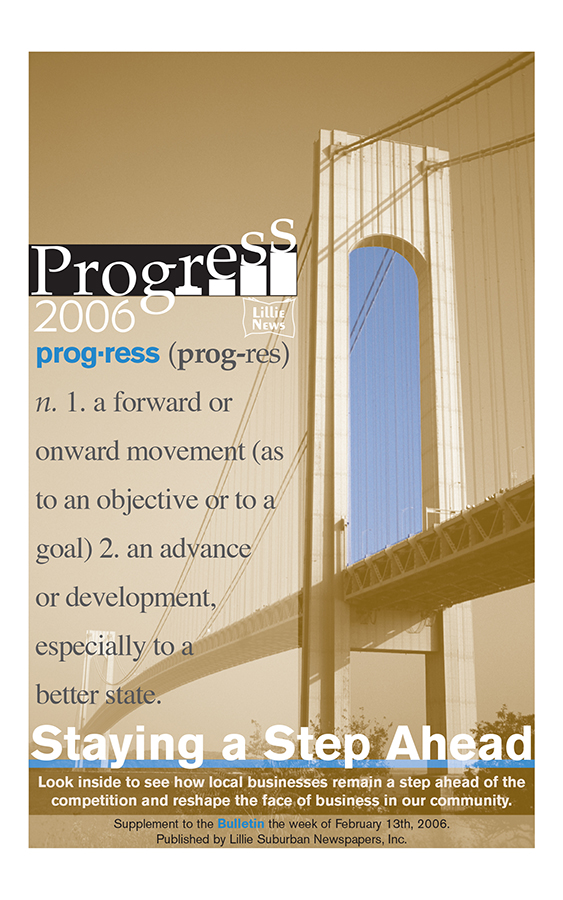 Progress
2006
Lillie
News
prog·ress (prog-res)
n. 1. a forward or
onward movement (as
to an objective or to a
goal) 2. an advance
or development,
especially to a
better state.
Staying a Step Ahead
Look inside to see how local businesses remain a step ahead of the
competition and reshape the face of business in our community.
Supplement to the Bulletin the week of February 13th, 2006.
Published by Lillie Suburban Newspapers, Inc.